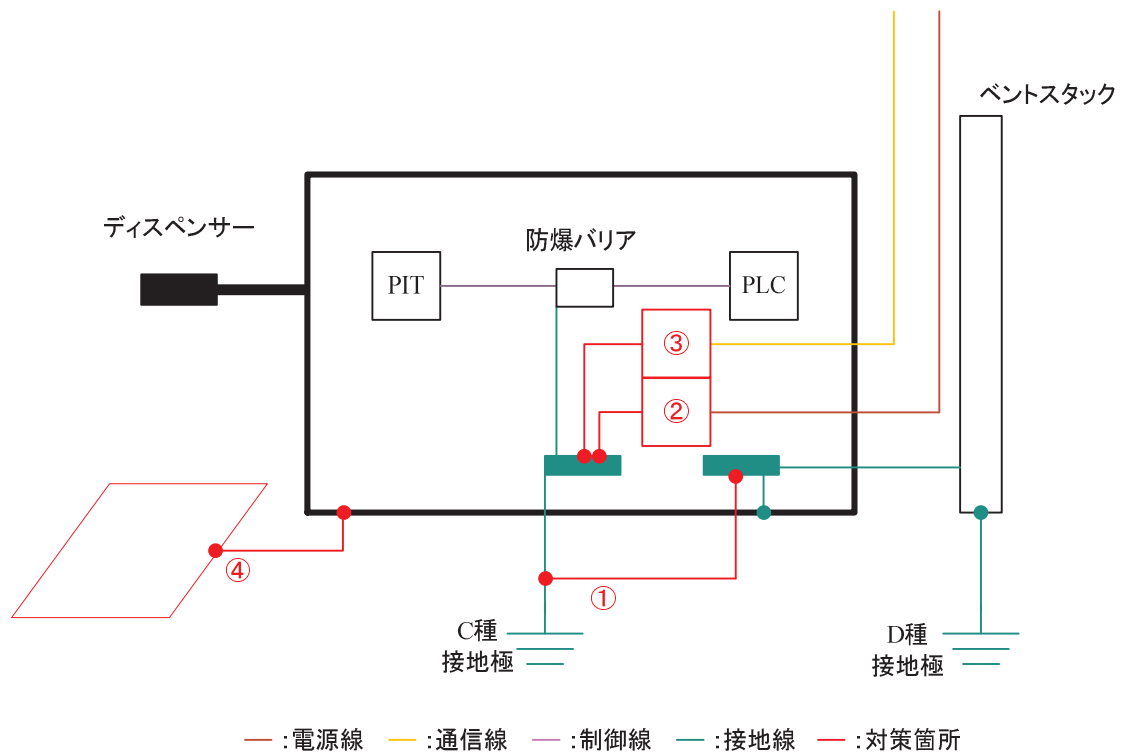 ベントスタック
ディスペンサー
防爆バリア
PIT
PLC
③
②
④
①
C種
接地極
D種
接地極
:電源線
:通信線
:制御線
:接地線
:対策箇所